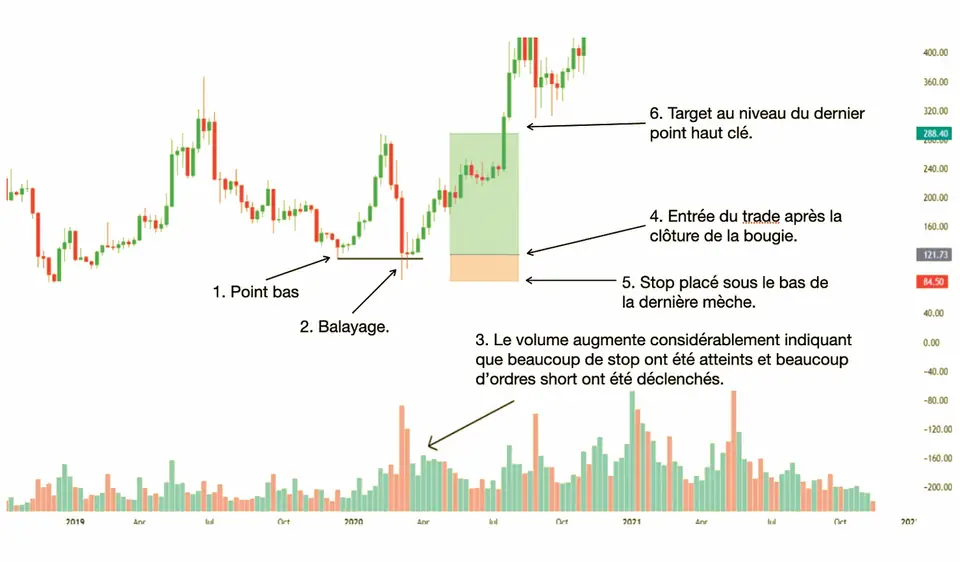 400.00
360.00
6. Target au niveau du dernier
point haut clé.
320.00
288.40
240.00
200.00
4. Entrée du trade après la
clôture de la bougie.
160.00
121.73
1. Point bas
5. Stop placé sous le bas de
la dernière mèche.
84.50
2. Balayage.
40.00
3. Le volume augmente considérablement indiquant
que beaucoup de stop ont été atteints et beaucoup
d’ordres short ont été déclenchés.
0.00
-40.00
-80.00
-120.00
-160.00
-200.00
2019 Apr Jul Oct 2020 Apr Jul Oct 2021 Apr Jul Oct